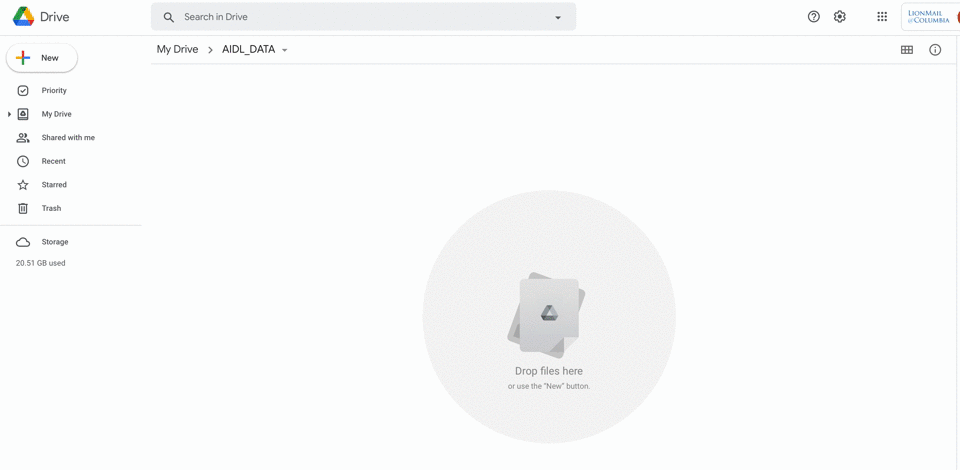 Drive
Search in Drive
LIONMAIL
@COLUMBIA
New
My Drive
AIDL_DATA
Priority
My Drive
Shared with me
Recent
Starred
Trash
Storage
20.51 GB used
Drop files here
or use the "New" button.